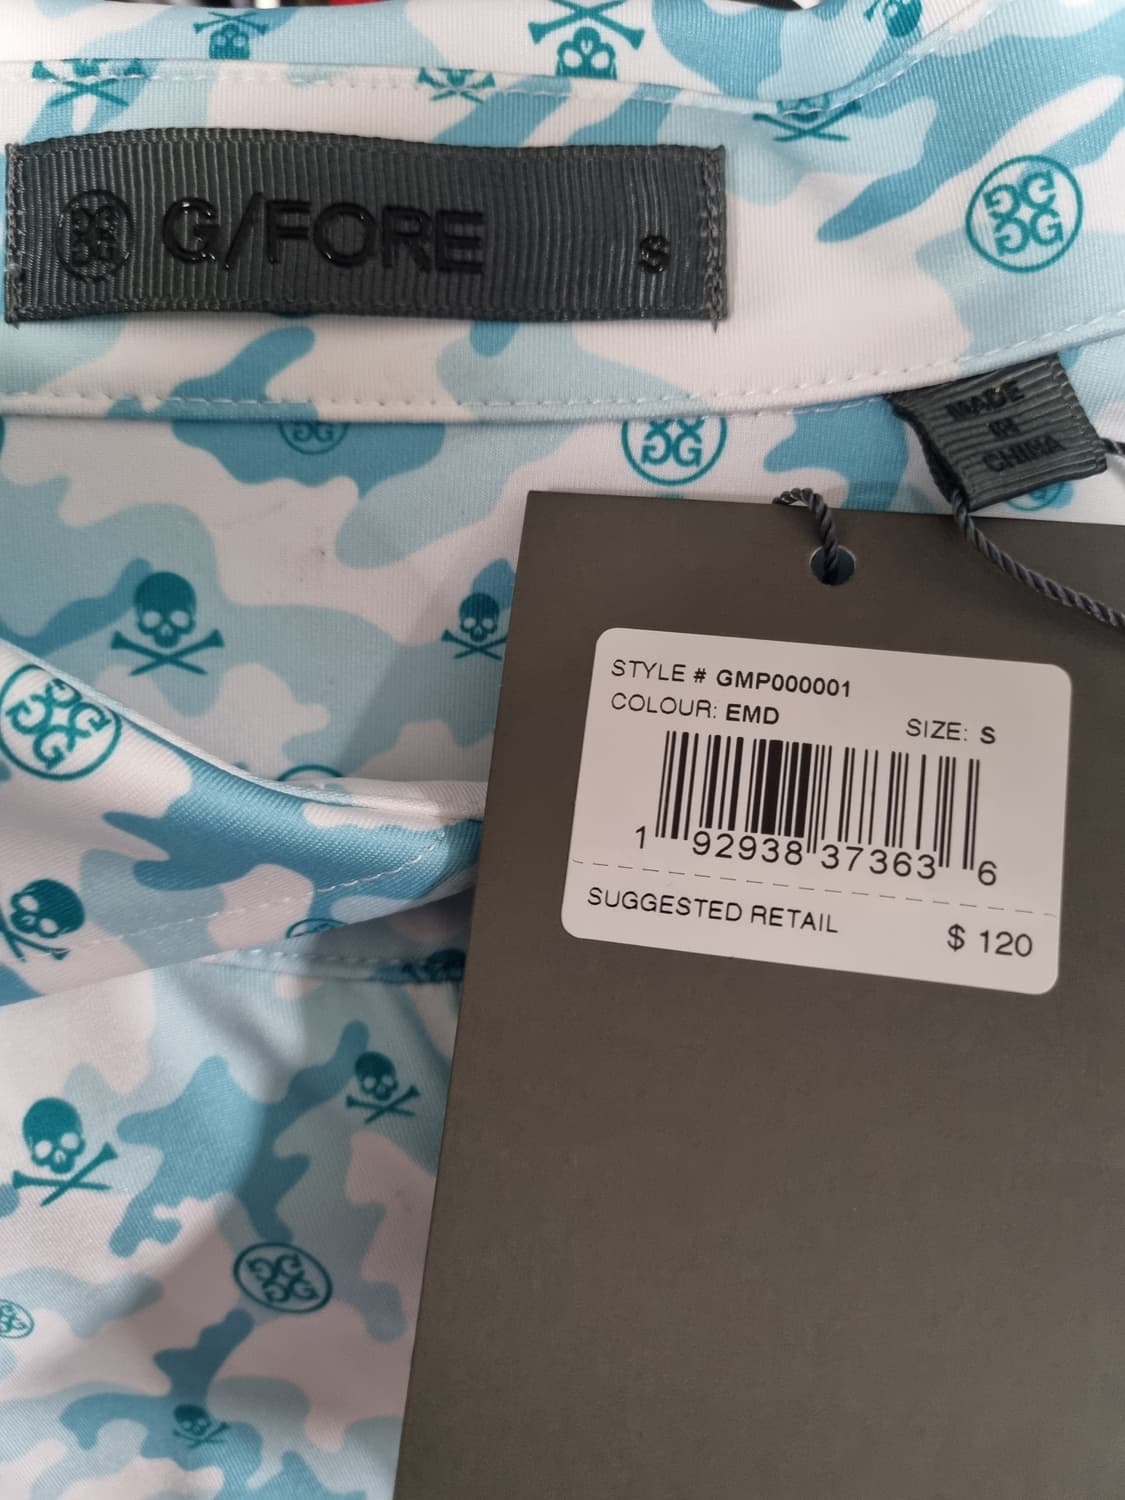 G/FORE S
MADE
IN
CHINA
STYLE # GMP000001
COLOUR: EMD
SIZE: S
1 92938 37363 6
SUGGESTED RETAIL
$ 120